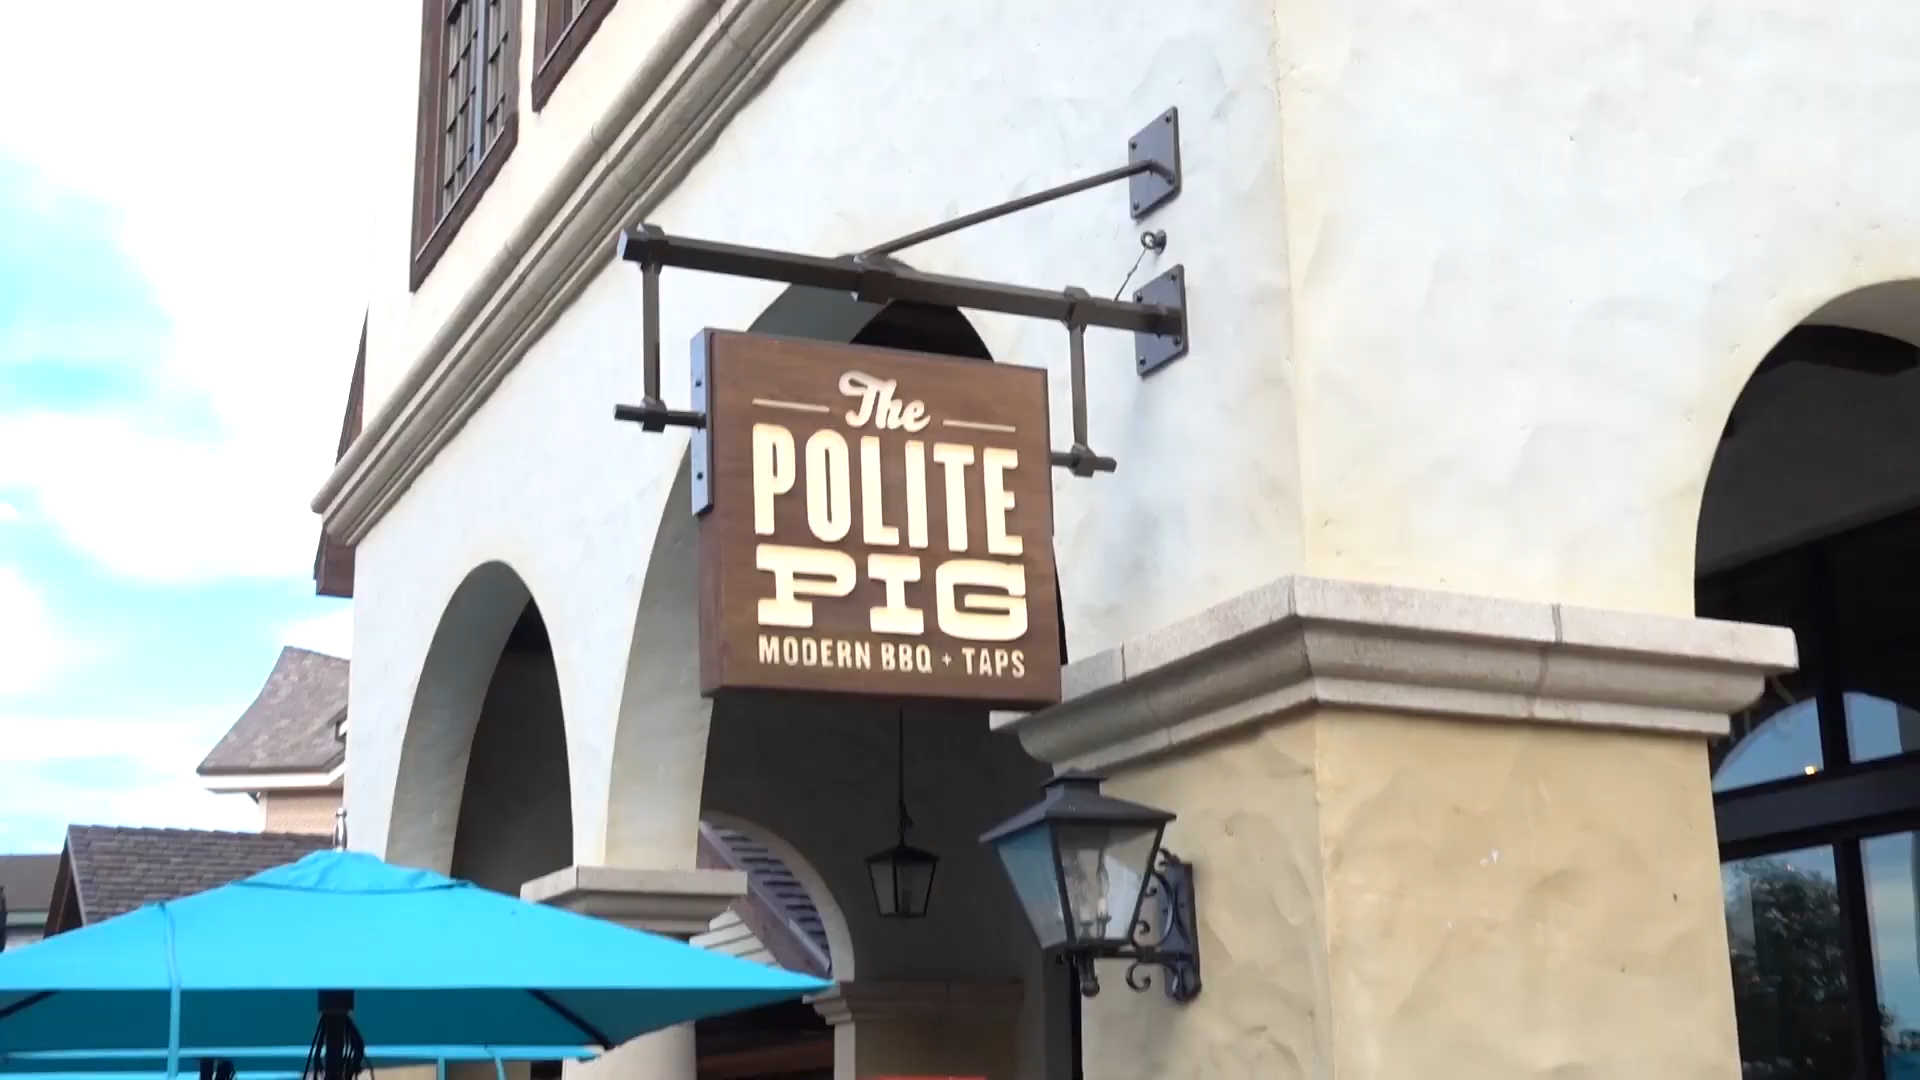 The
POLITE
PIG
MODERN BBQ + TAPS